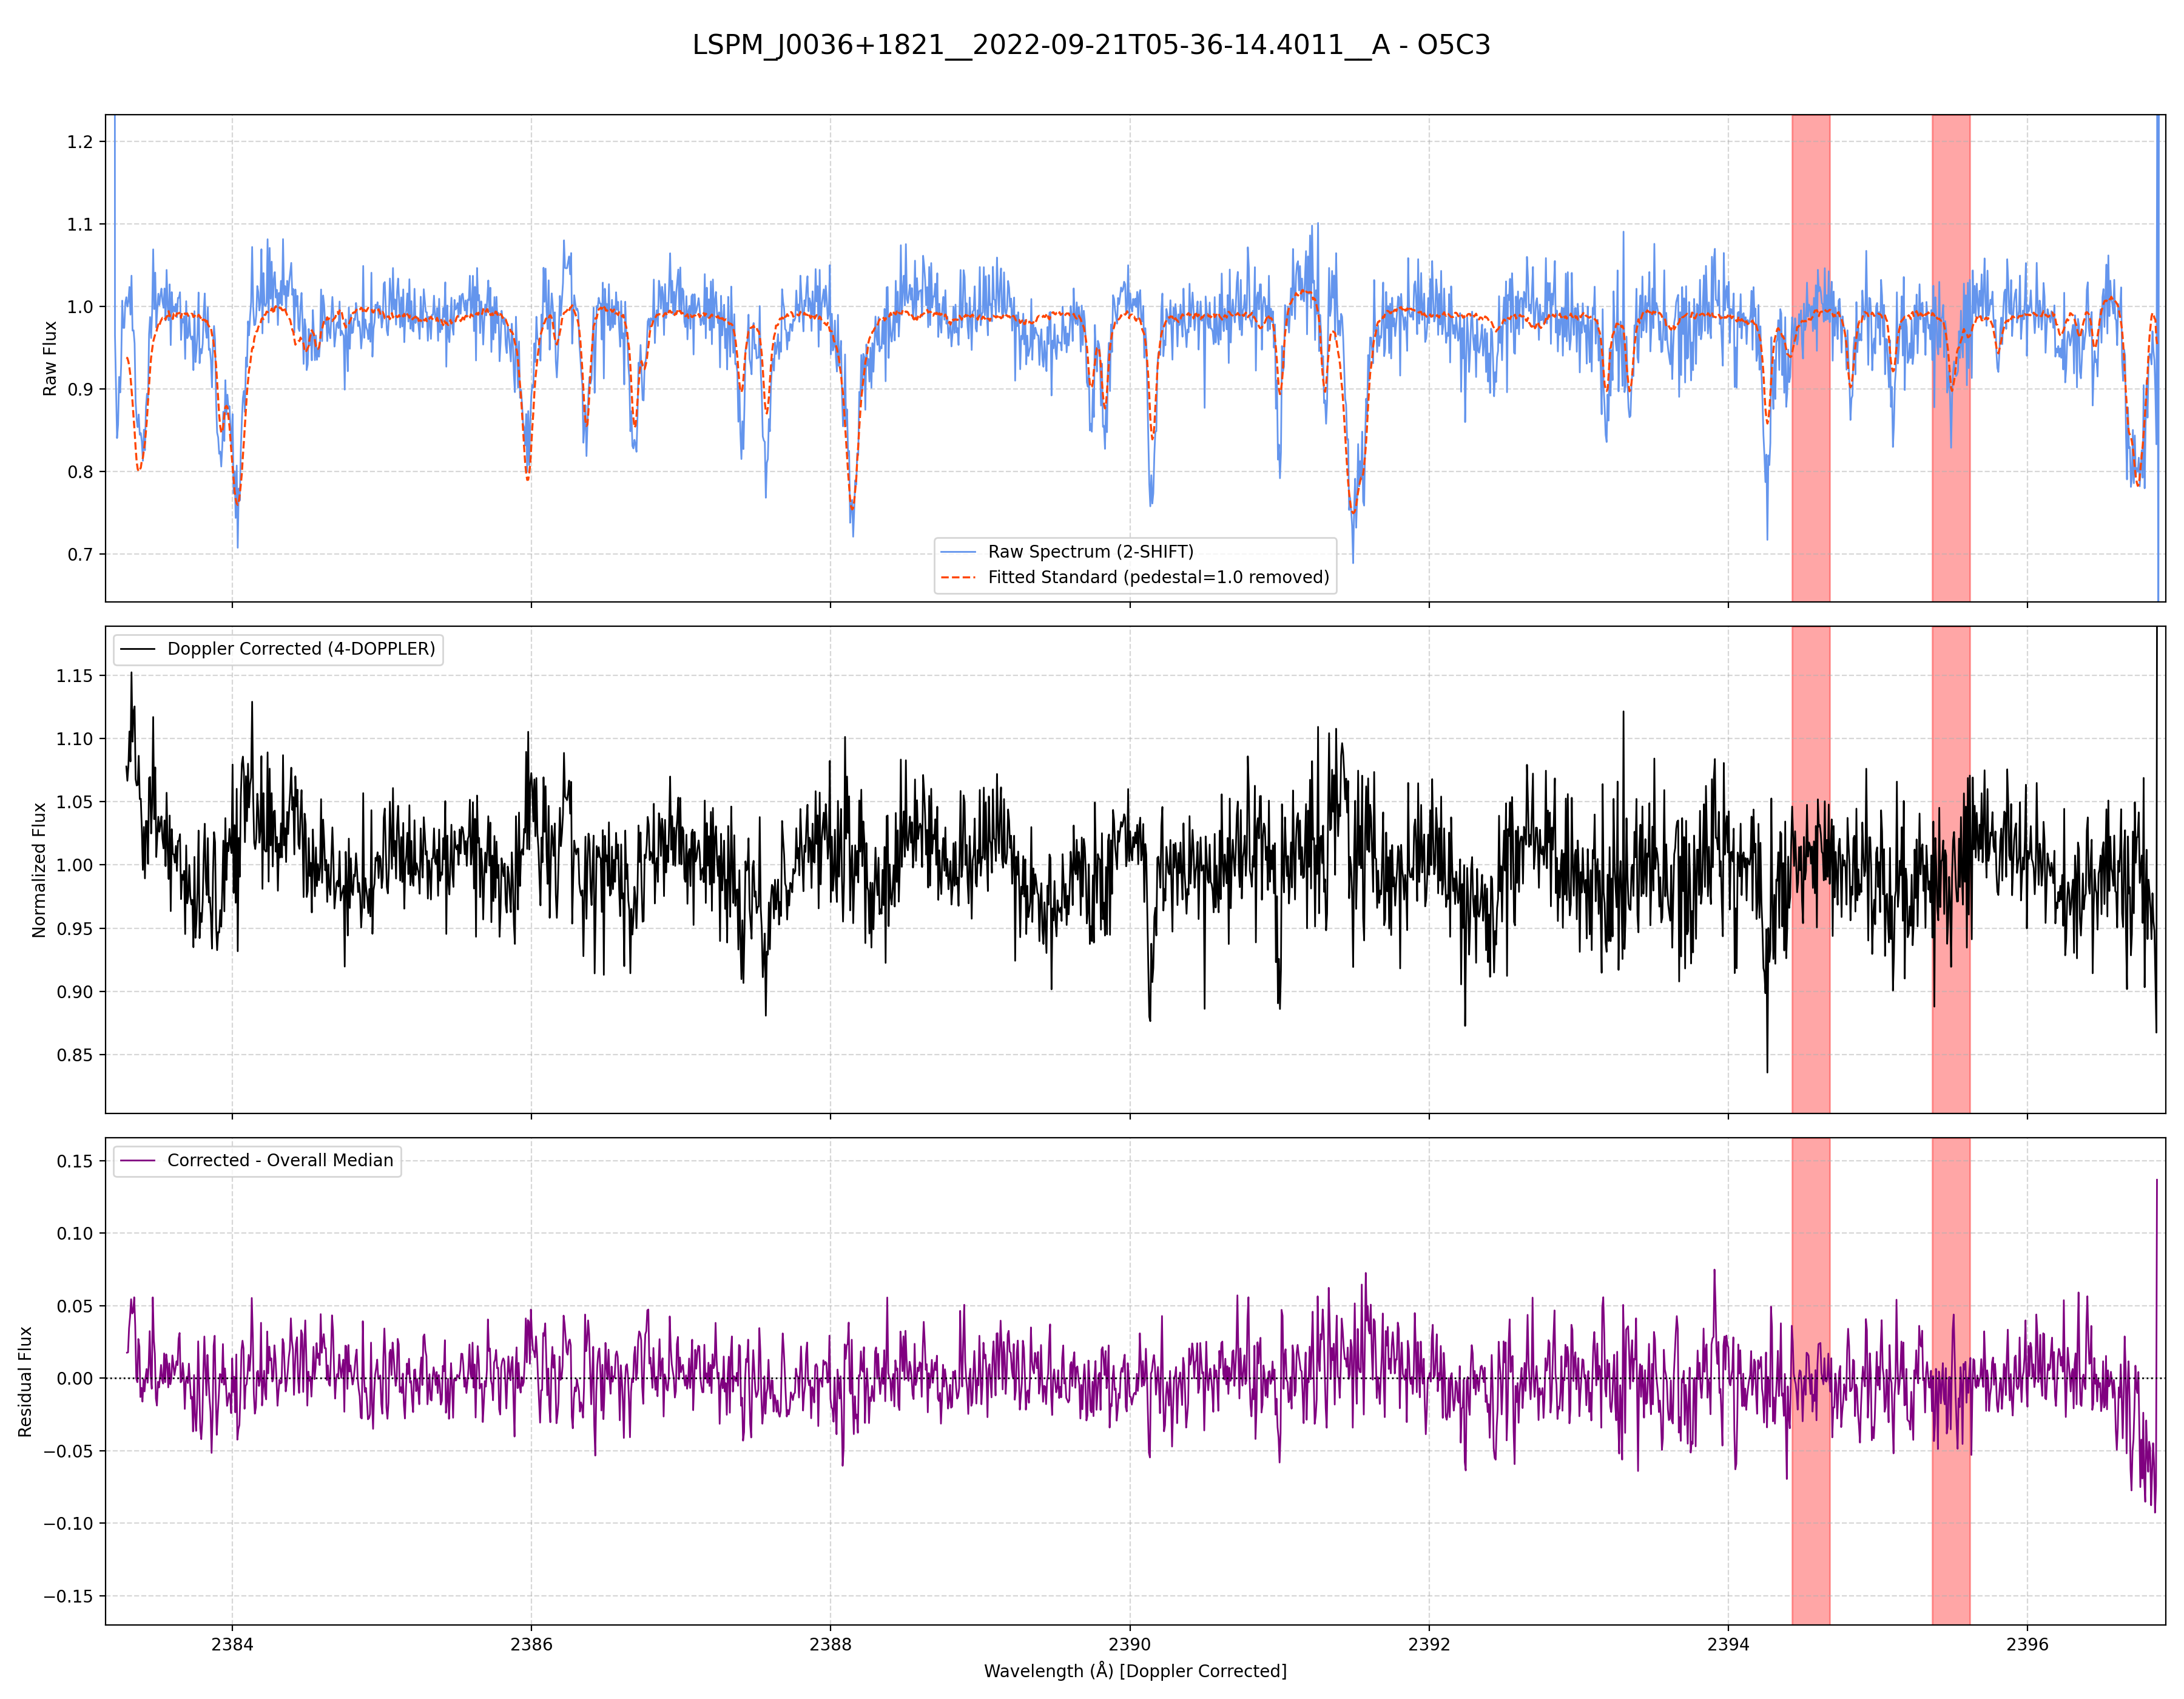 LSPM_J0036+1821__2022-09-21T05-36-14.4011__A - O5C3
1.2
1.1
1.0
0.9
0.8
0.7
Raw Flux
Raw Spectrum (2-SHIFT)
Fitted Standard (pedestal=1.0 removed)
Doppler Corrected (4-DOPPLER)
1.15
1.10
1.05
1.00
0.95
0.90
0.85
Normalized Flux
Corrected - Overall Median
0.15
0.10
0.05
0.00
−0.05
−0.10
−0.15
Residual Flux
2384 2386 2388 2390 2392 2394 2396
Wavelength (Å) [Doppler Corrected]